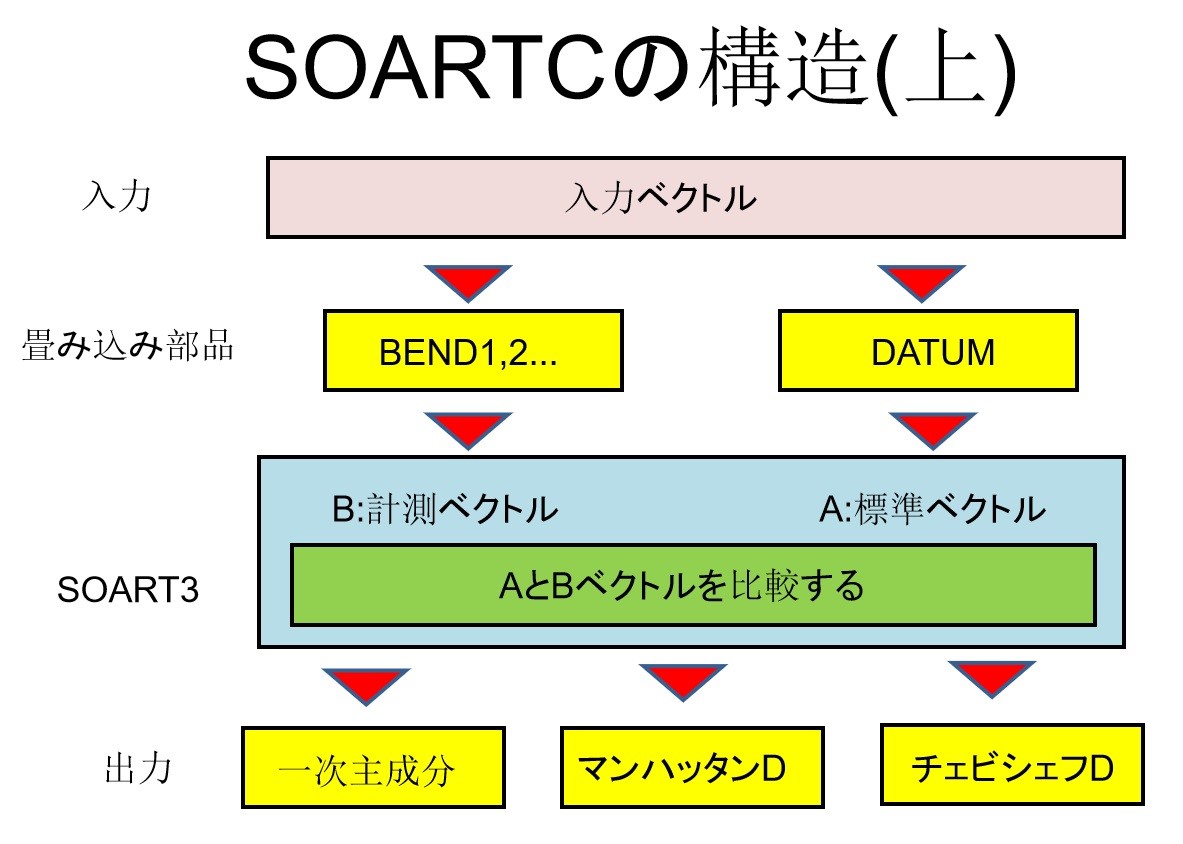 SOARTCの構造(上)
入力
入力ベクトル
畳み込み部品
BEND1,2...
DATUM
B:計測ベクトル
A:標準ベクトル
SOART3
AとBベクトルを比較する
出力
一次主成分
マンハッタンD
チェビシェフD